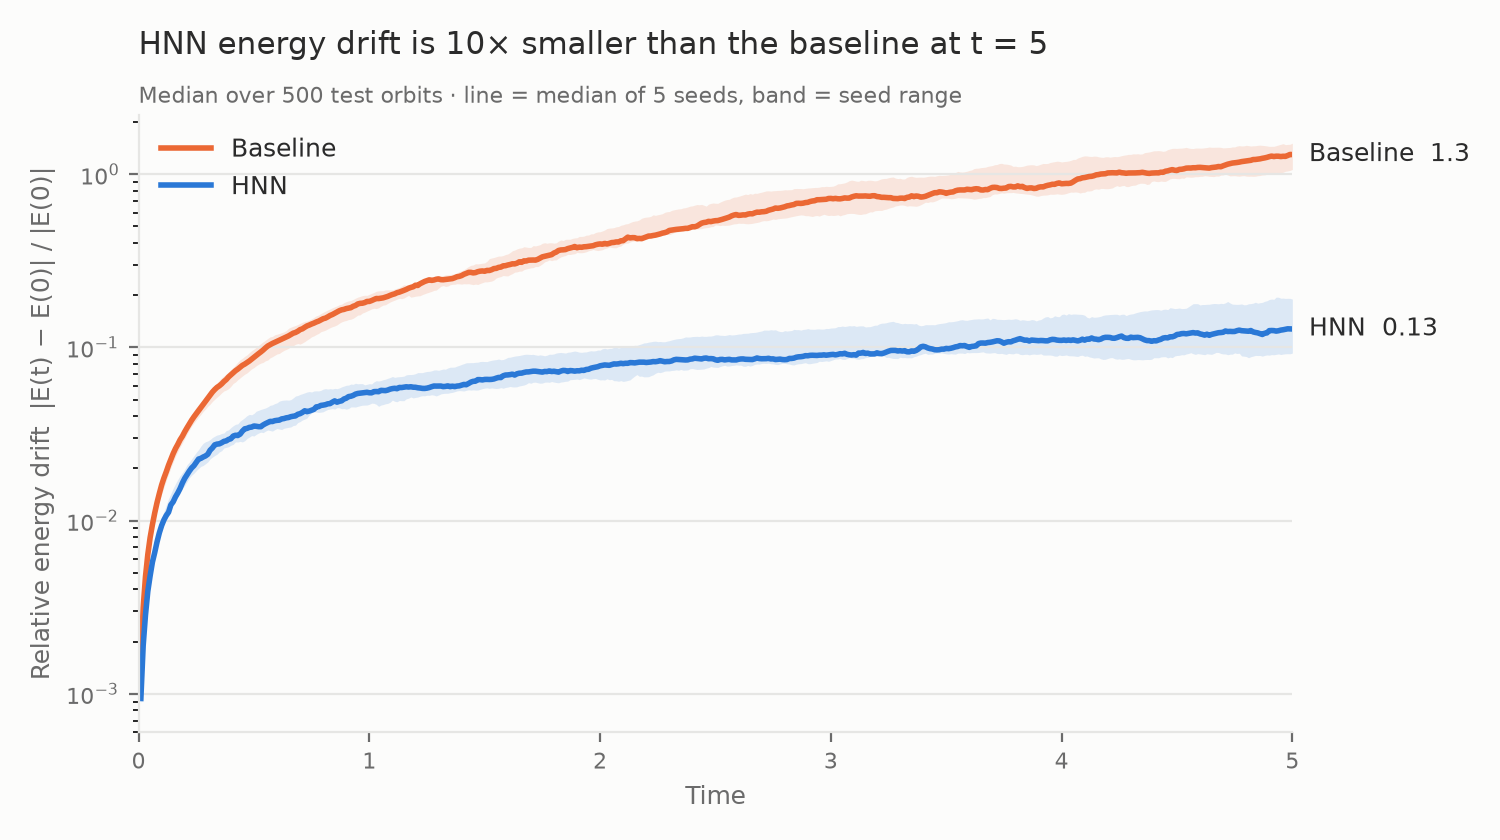 HNN energy drift is 10× smaller than the baseline at t = 5
Median over 500 test orbits · line = median of 5 seeds, band = seed range
Baseline
HNN
Baseline 1.3
HNN 0.13
Relative energy drift |E(t) − E(0)| / |E(0)|
10⁰
10⁻¹
10⁻²
10⁻³
0 1 2 3 4 5
Time